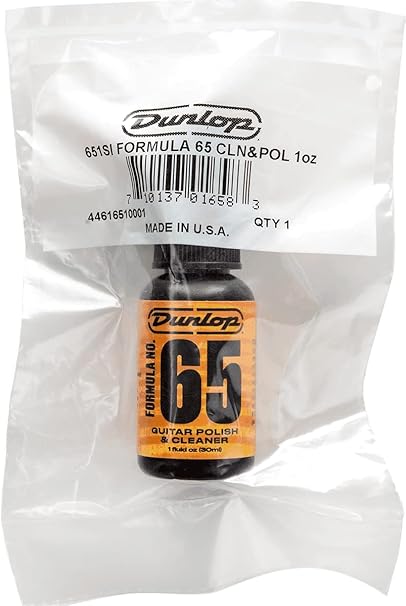 Dunlop
651SI FORMULA 65 CLN&POL 1oz
7 10137 01658 3
44616510001
QTY 1
MADE IN U.S.A.
Dunlop
FORMULA NO.
65
GUITAR POLISH
& CLEANER
1 fluid oz (30ml)